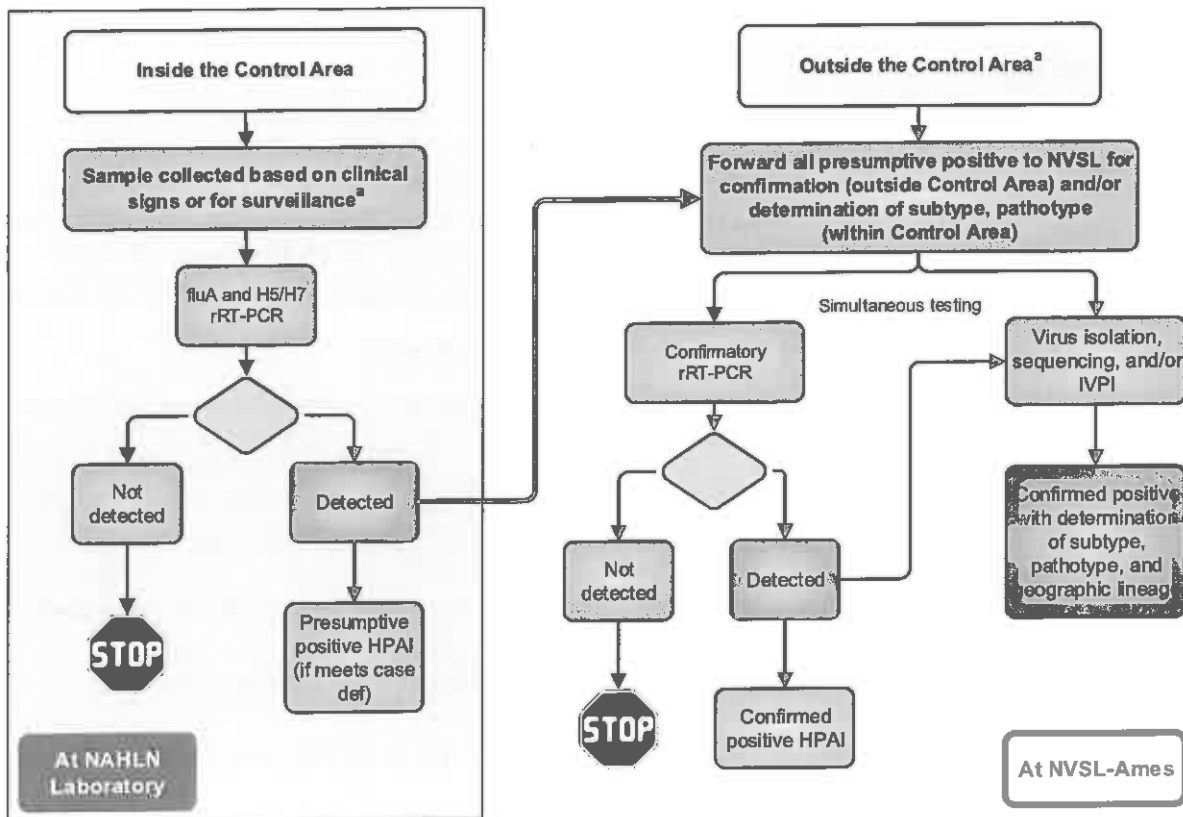 Inside the Control Area
Sample collected based on clinical
signs or for surveillanceᵃ
fluA and H5/H7
rRT-PCR
Not
detected
Detected
STOP
Presumptive
positive HPAI
(if meets case
def)
At NAHLN
Laboratory
Outside the Control Areaᵃ
Forward all presumptive positive to NVSL for
confirmation (outside Control Area) and/or
determination of subtype, pathotype
(within Control Area)
Simultaneous testing
Confirmatory
rRT-PCR
Virus isolation,
sequencing, and/or
IVPI
Not
detected
Detected
Confirmed positive
with determination
of subtype,
pathotype, and
geographic lineage
STOP
Confirmed
positive HPAI
At NVSL-Ames